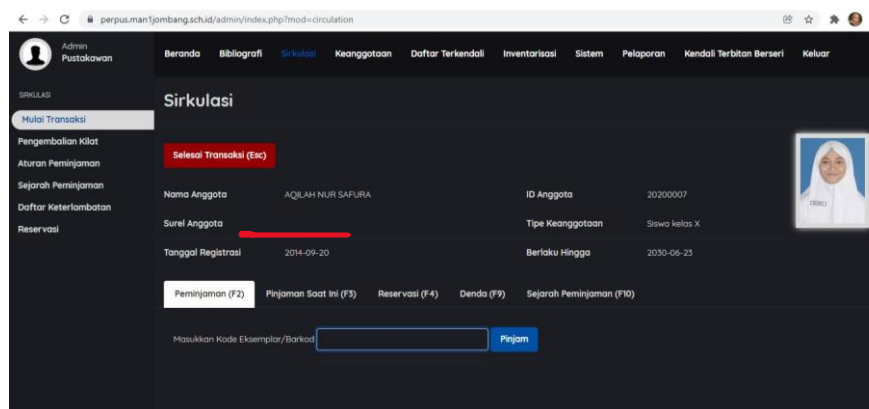 perpus.man1jombang.sch.id/admin/index.php?mod=circulation
Admin
Pustakawan
Beranda Bibliografi Sirkulasi Keanggotaan Daftar Terkendali Inventarisasi Sistem Pelaporan Kendali Terbitan Berseri Keluar
SIRKULASI
Mulai Transaksi
Pengembalian Kilat
Aturan Peminjaman
Sejarah Peminjaman
Daftar Keterlambatan
Reservasi
Sirkulasi
Selesai Transaksi (Esc)
Nama Anggota AQILAH NUR SAFURA ID Anggota 20200007
Surel Anggota Tipe Keanggotaan Siswa kelas X
Tanggal Registrasi 2014-09-20 Berlaku Hingga 2030-06-23
Peminjaman (F2) Pinjaman Saat Ini (F3) Reservasi (F4) Denda (F9) Sejarah Peminjaman (F10)
Masukkan Kode Eksemplar/Barkod Pinjam